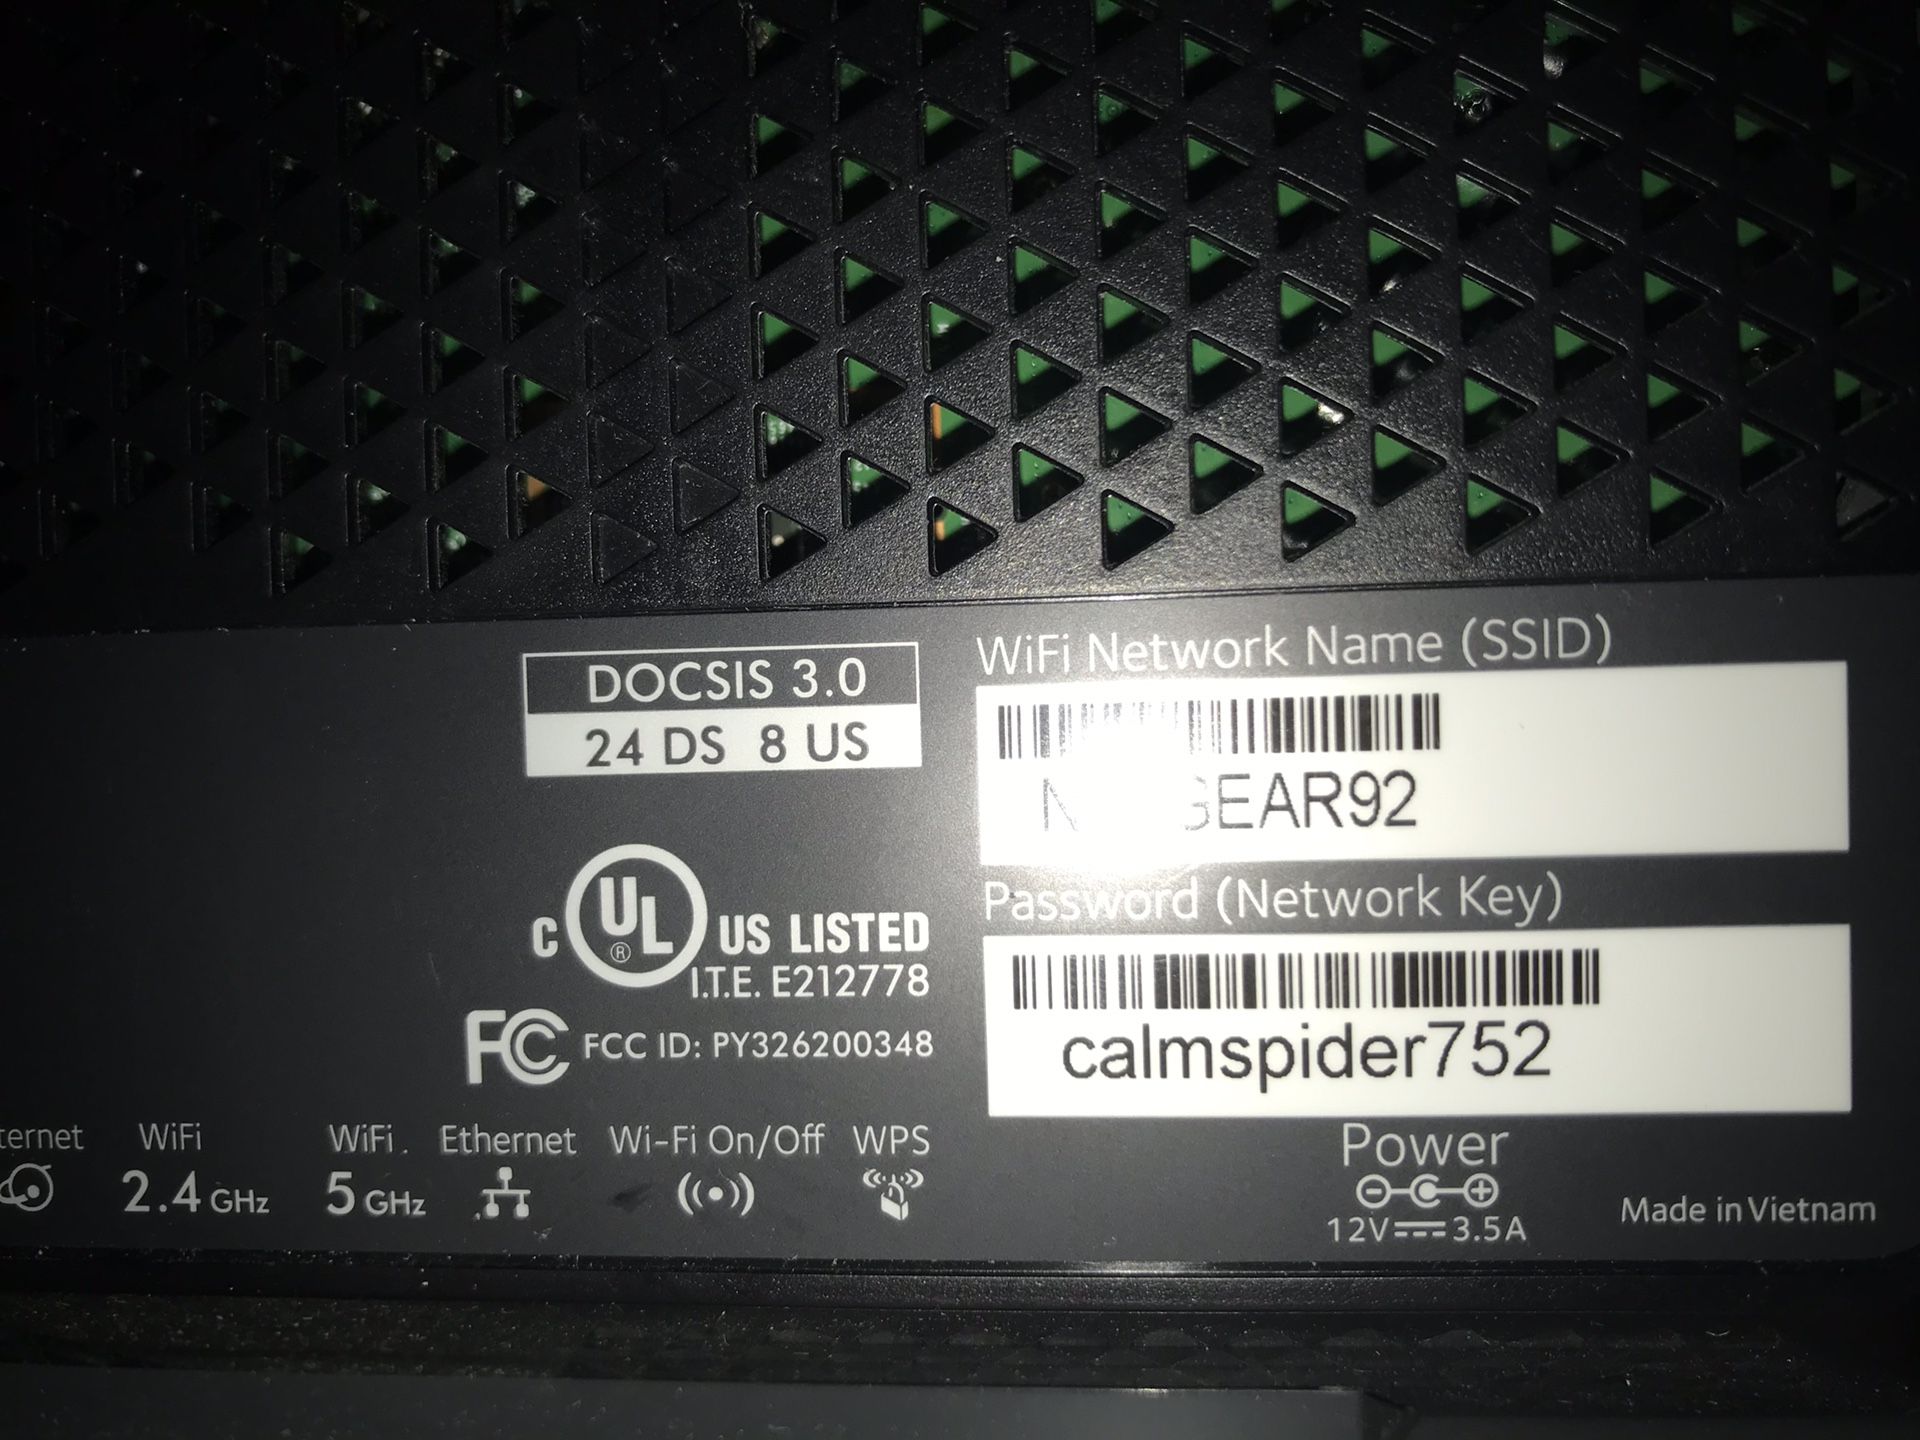 DOCSIS 3.0
24 DS 8 US
WiFi Network Name (SSID)
Password (Network Key)
calmspider752
C UL® US LISTED
I.T.E. E212778
FC FCC ID: PY326200348
WiFi
2.4 GHz
WiFi
5 GHz
Ethernet
Wi-Fi On/Off
WPS
Power
12V 3.5A
Made in Vietnam